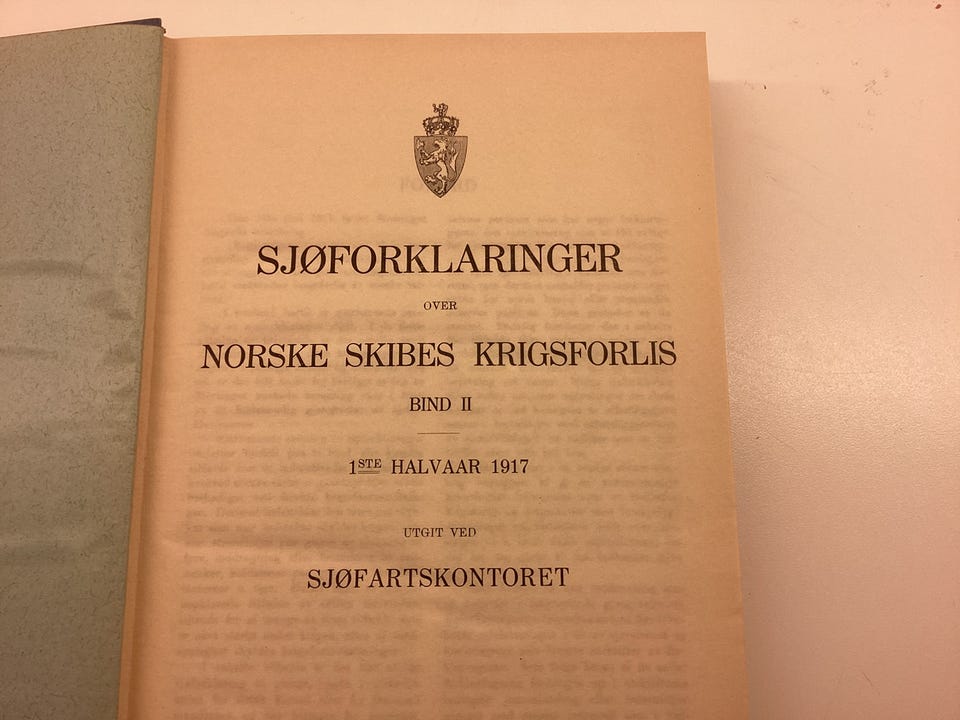 SJØFORKLARINGER
OVER
NORSKE SKIBES KRIGSFORLIS
BIND II
1STE HALVAAR 1917
UTGIT VED
SJØFARTSKONTORET